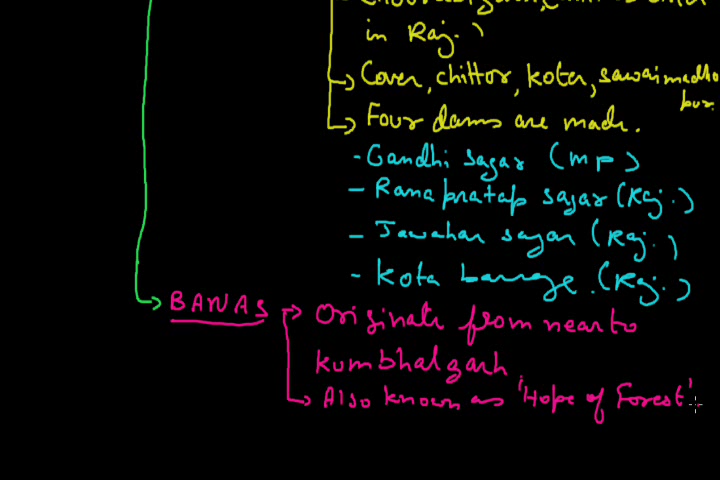 in Raj.)
→ Cover, chittor, kota, sawaimadho
pur.
→ Four dams are made.
- Gandhi sagar (MP)
- Rana pratap sagar (Raj.)
- Jawahar sagar (Raj.)
- Kota barrage. (Raj.)
→ BANAS → Originate from near to
kumbhalgarh.
→ Also known as 'Hope of Forest'